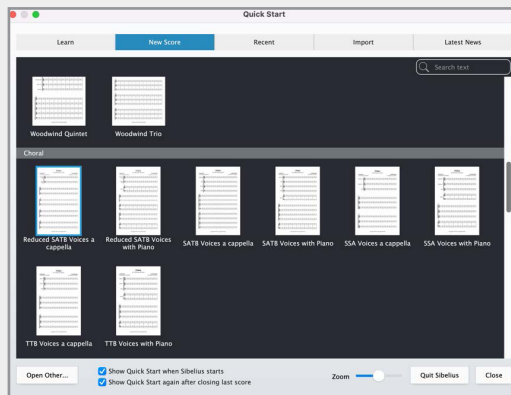 Quick Start
Learn
New Score
Recent
Import
Latest News
Search text
Woodwind Quintet
Woodwind Trio
Choral
Reduced SATB Voices a
cappella
Reduced SATB Voices
with Piano
SATB Voices a cappella
SATB Voices with Piano
SSA Voices a cappella
SSA Voices with Piano
TTB Voices a cappella
TTB Voices with Piano
Open Other...
Show Quick Start when Sibelius starts
Show Quick Start again after closing last score
Zoom
Quit Sibelius
Close